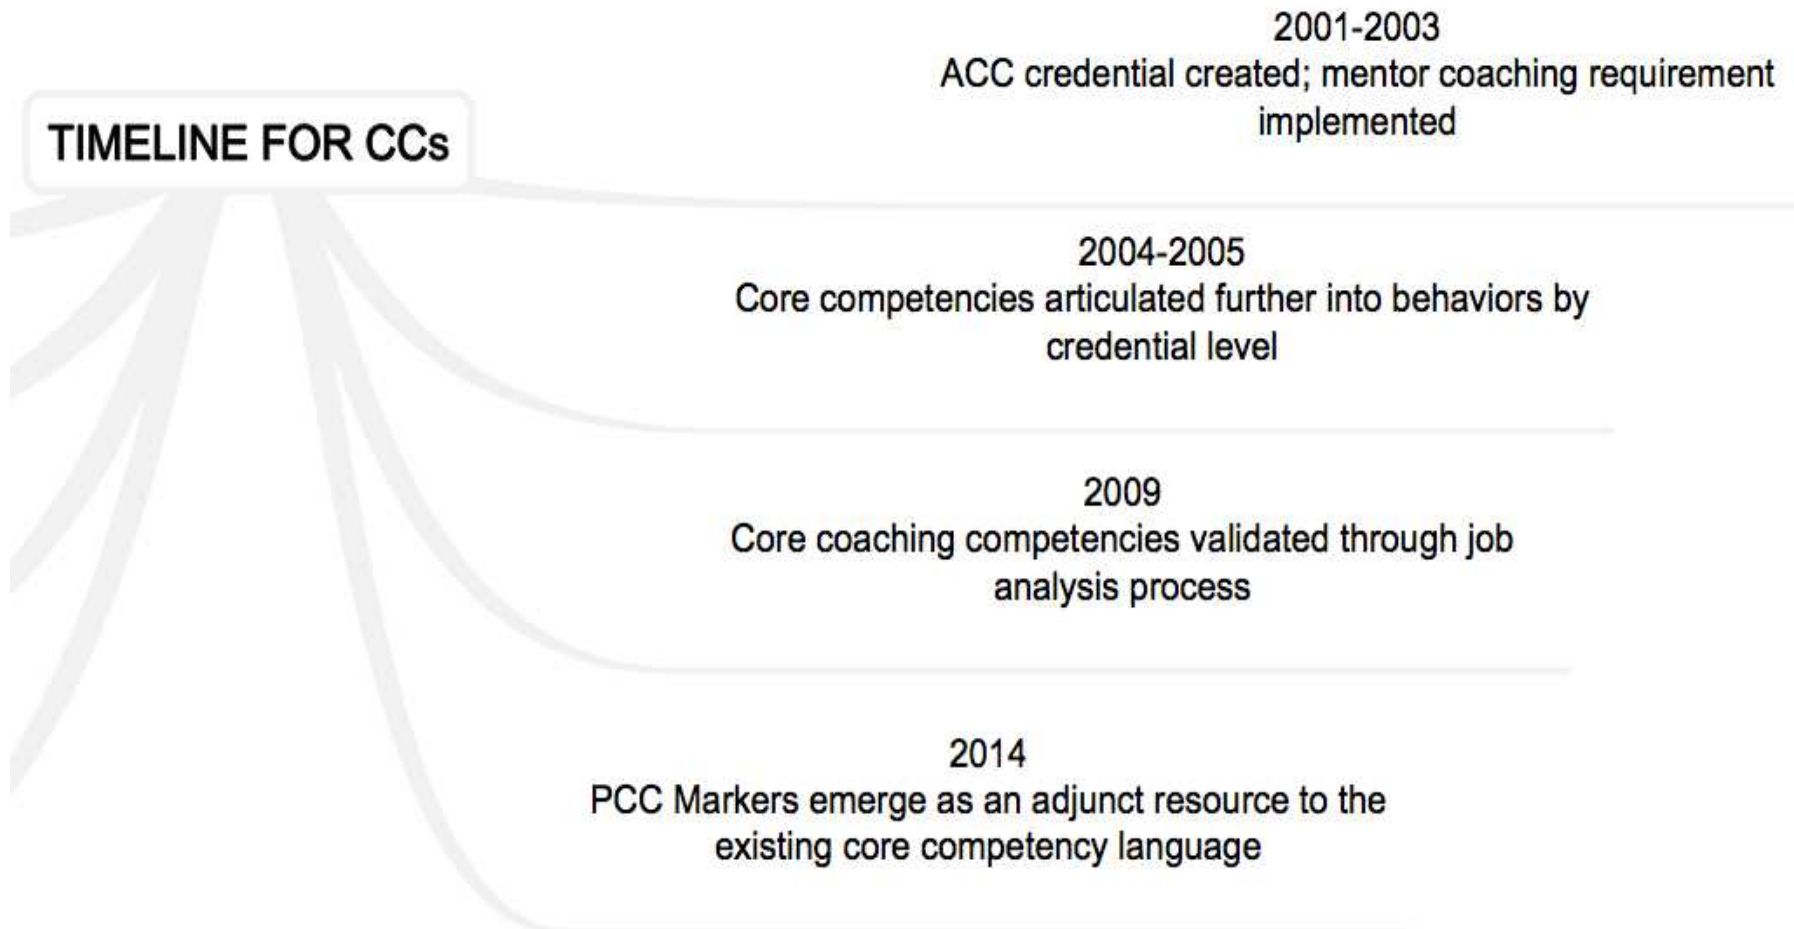 TIMELINE FOR CCs
2001-2003
ACC credential created; mentor coaching requirement
implemented
2004-2005
Core competencies articulated further into behaviors by
credential level
2009
Core coaching competencies validated through job
analysis process
2014
PCC Markers emerge as an adjunct resource to the
existing core competency language